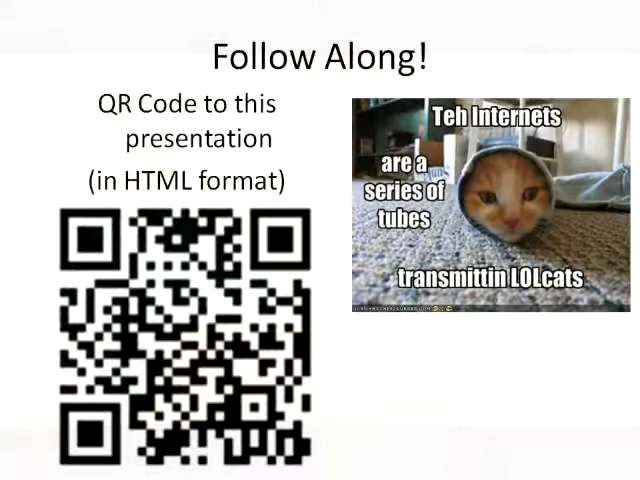 Follow Along!
QR Code to this
presentation
(in HTML format)
Teh Internets
are a
series of
tubes
transmittin LOLcats